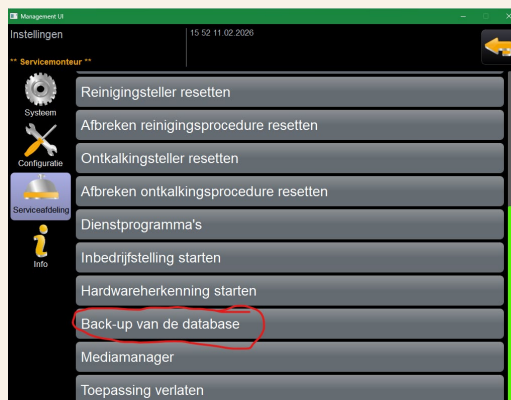 Management UI
Instellingen
15 52 11.02.2026
** Servicemonteur **
Systeem
Configuratie
Serviceafdeling
Info
Reinigingsteller resetten
Afbreken reinigingsprocedure resetten
Ontkalkingsteller resetten
Afbreken ontkalkingsprocedure resetten
Dienstprogramma's
Inbedrijfstelling starten
Hardwareherkenning starten
Back-up van de database
Mediamanager
Toepassing verlaten